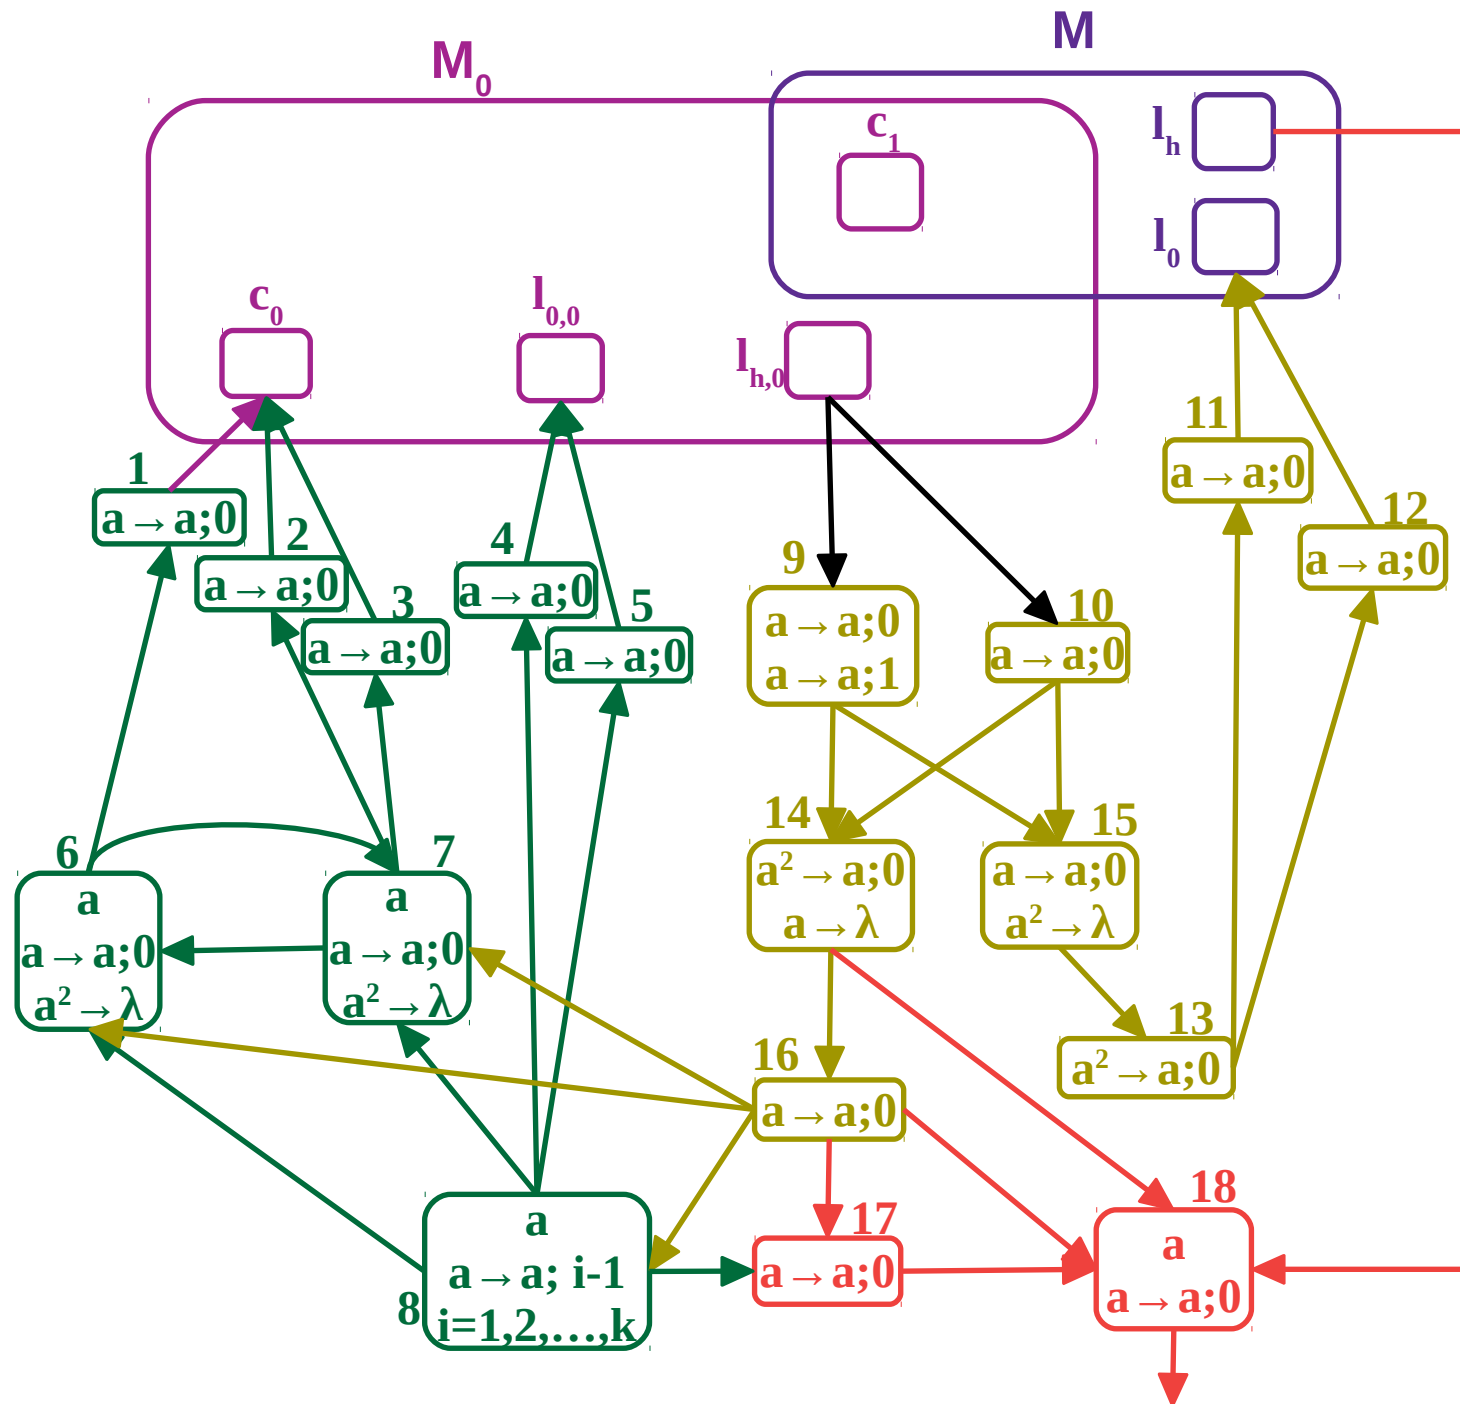 M
M₀
c₁
lₕ
l₀
c₀
l₀,₀
lₕ,₀
1
a→a;0
2
a→a;0
3
a→a;0
4
a→a;0
5
a→a;0
11
a→a;0
12
a→a;0
9
a→a;0
a→a;1
10
a→a;0
14
a²→a;0
a→λ
15
a→a;0
a²→λ
6
a
a→a;0
a²→λ
7
a
a→a;0
a²→λ
13
a²→a;0
16
a→a;0
8
a
a→a; i-1
i=1,2,…,k
17
a→a;0
18
a
a→a;0